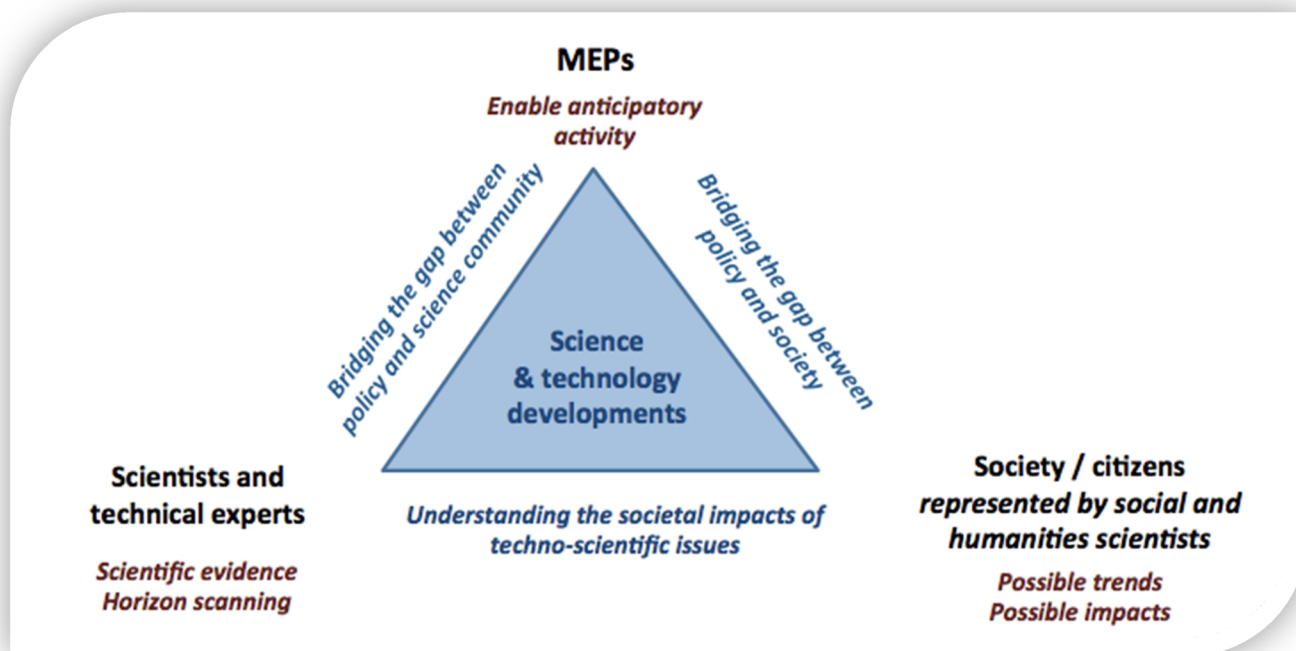 MEPs
Enable anticipatory
activity
Bridging the gap between
policy and science community
Bridging the gap between
policy and society
Science
& technology
developments
Scientists and
technical experts
Scientific evidence
Horizon scanning
Understanding the societal impacts of
techno-scientific issues
Society / citizens
represented by social and
humanities scientists
Possible trends
Possible impacts